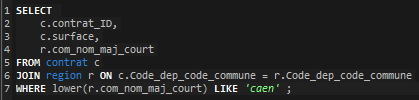 1 SELECT
2 c.contrat_ID,
3 c.surface,
4 r.com_nom_maj_court
5 FROM contrat c
6 JOIN region r ON c.Code_dep_code_commune = r.Code_dep_code_commune
7 WHERE lower(r.com_nom_maj_court) LIKE 'caen' ;